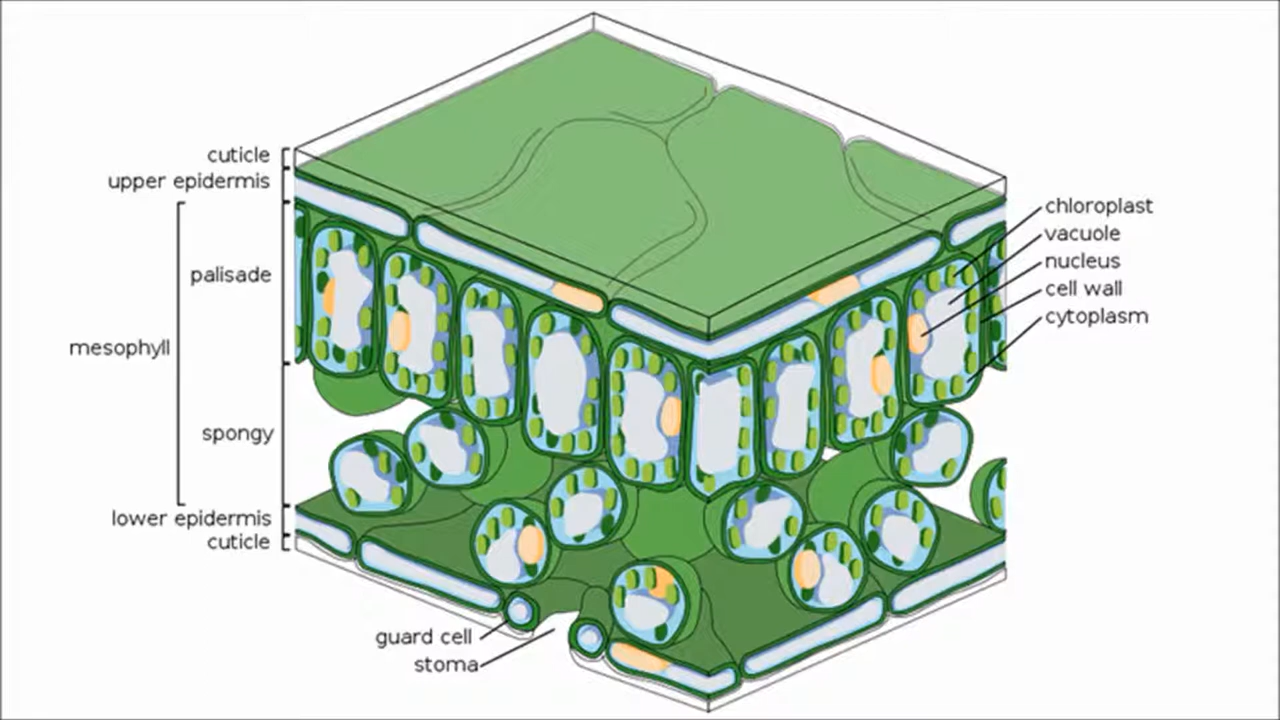 cuticle
upper epidermis
palisade
mesophyll
spongy
lower epidermis
cuticle
guard cell
stoma
chloroplast
vacuole
nucleus
cell wall
cytoplasm